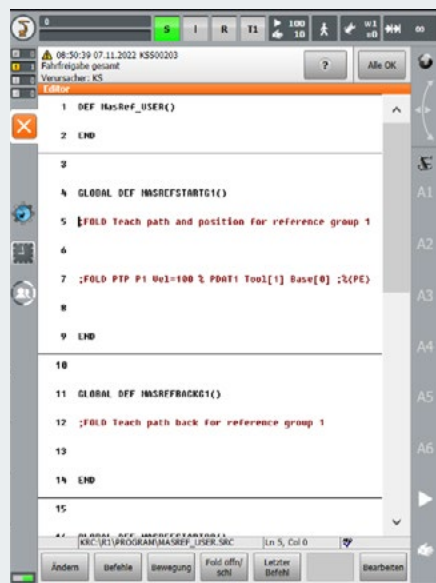 0
S I R T1 100 10 W1 B0 ∞
08:50:39 07.11.2022 KSS00203
Fahrfreigabe gesamt
Verursacher: KS
? Alle OK
Editor
1 DEF MasRef_USER()
2 END
3
4 GLOBAL DEF MASREFSTARTG1()
5 ;FOLD Teach path and position for reference group 1
6
7 ;FOLD PTP P1 Vel=100 % PDAT1 Tool[1] Base[0] ;%{PE}
8
9 END
10
11 GLOBAL DEF MASREFBACKG1()
12 ;FOLD Teach path back for reference group 1
13
14 END
15
A1
A2
A3
A4
A5
A6
KRC:\R1\PROGRAM\MASREF_USER.SRC Ln 5, Col 0
Ändern Befehle Bewegung Fold öffn/schl Letzter Befehl Bearbeiten